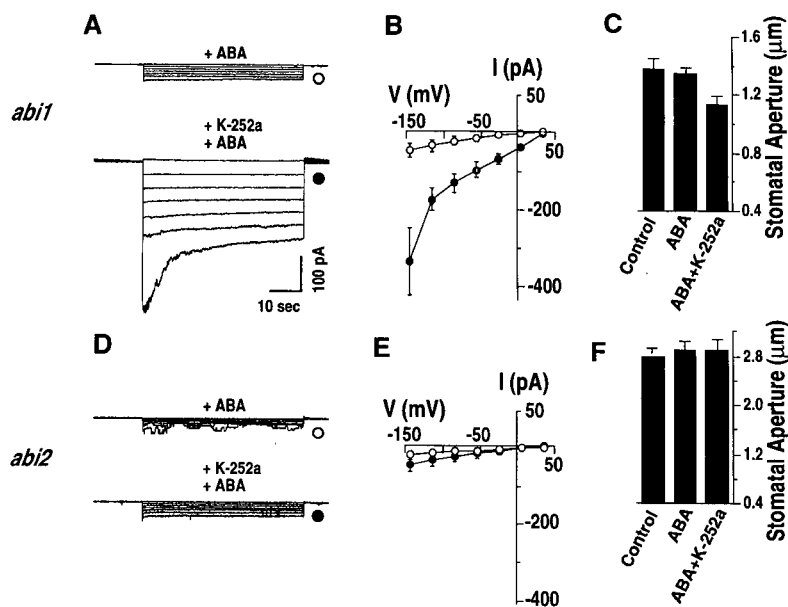 A
+ ABA
abi1
+ K-252a
+ ABA
100 pA
10 sec
B
I (pA)
50
V (mV)
-150
-50
50
-200
-400
C
Stomatal Aperture (μm)
1.6
1.2
0.8
0.4
Control
ABA
ABA+K-252a
D
+ ABA
abi2
+ K-252a
+ ABA
E
I (pA)
50
V (mV)
-150
-50
50
-200
-400
F
Stomatal Aperture (μm)
2.8
2.0
1.2
0.4
Control
ABA
ABA+K-252a